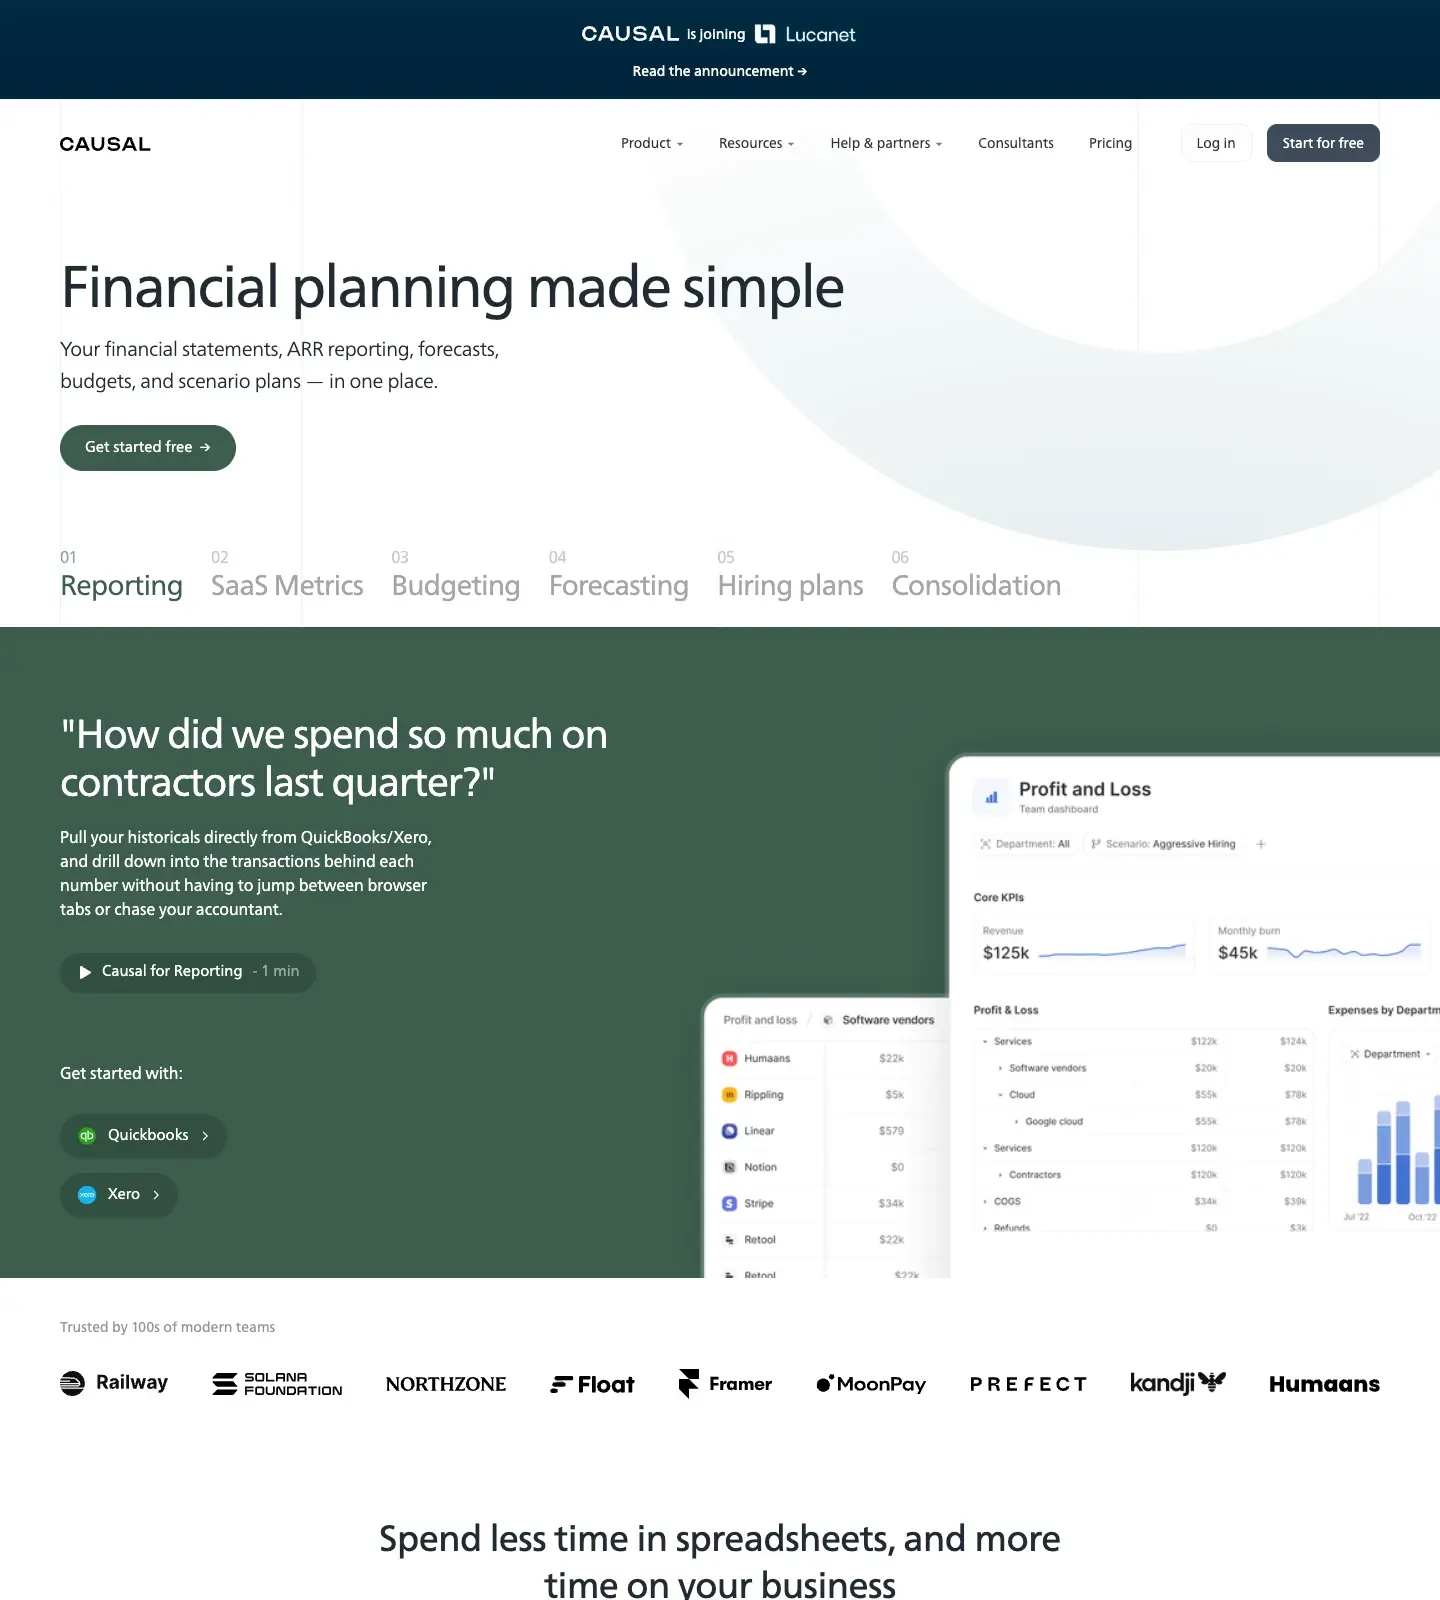 CAUSAL is joining Lucanet
Read the announcement →
CAUSAL
Product
Resources
Help & partners
Consultants
Pricing
Log in
Start for free
Financial planning made simple
Your financial statements, ARR reporting, forecasts,
budgets, and scenario plans — in one place.
Get started free →
01
Reporting
02
SaaS Metrics
03
Budgeting
04
Forecasting
05
Hiring plans
06
Consolidation
"How did we spend so much on
contractors last quarter?"
Pull your historicals directly from QuickBooks/Xero,
and drill down into the transactions behind each
number without having to jump between browser
tabs or chase your accountant.
Causal for Reporting - 1 min
Get started with:
qb Quickbooks
xero Xero
Profit and loss / Software vendors
H Humaans $22k
Rippling $5k
Linear $579
Notion $0
S Stripe $34k
Retool $22k
Retool $22k
Profit and Loss
Team dashboard
Department: All
Scenario: Aggressive Hiring
+
Core KPIs
Revenue
$125k
Monthly burn
$45k
Profit & Loss
Services $122k $124k
Software vendors $20k $20k
Cloud $55k $78k
Google cloud $55k $78k
Services $120k $120k
Contractors $120k $120k
COGS $34k $39k
Refunds $0 $3k
Expenses by Departm
Department
Jul '22
Oct '22
Trusted by 100s of modern teams
Railway
SOLANA
FOUNDATION
NORTHZONE
Float
Framer
MoonPay
PREFECT
kandji
Humaans
Spend less time in spreadsheets, and more
time on your business